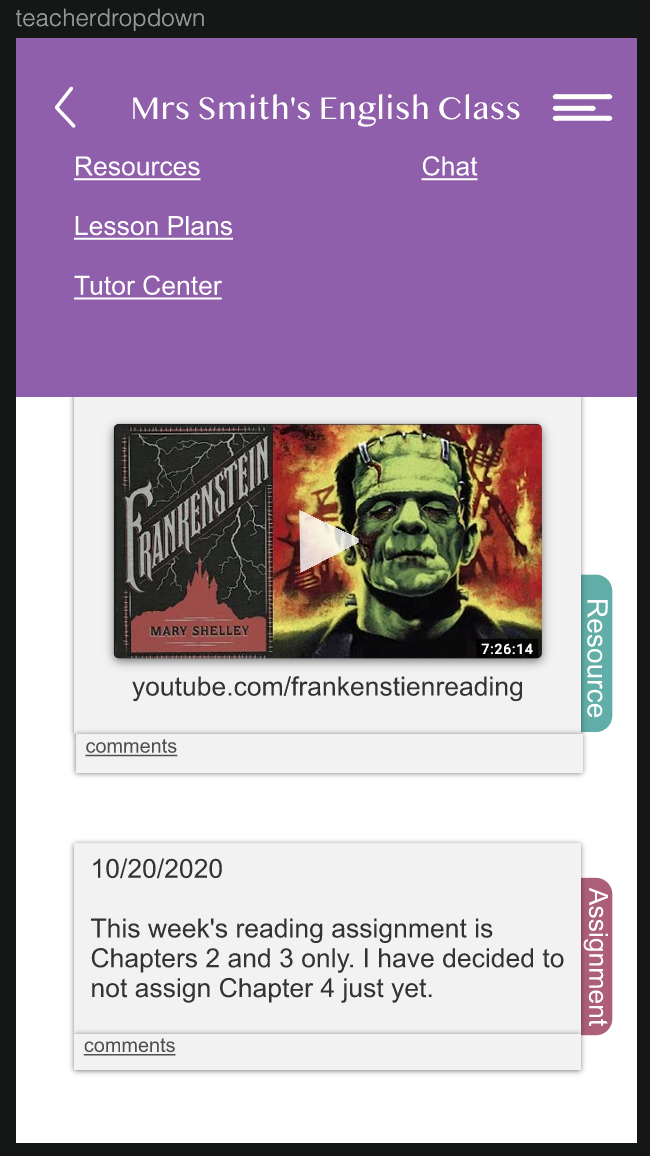 teacherdropdown
Mrs Smith's English Class
Resources
Chat
Lesson Plans
Tutor Center
FRANKENSTEIN
MARY SHELLEY
7:26:14
youtube.com/frankenstienreading
Resource
comments
10/20/2020
This week's reading assignment is
Chapters 2 and 3 only. I have decided to
not assign Chapter 4 just yet.
Assignment
comments